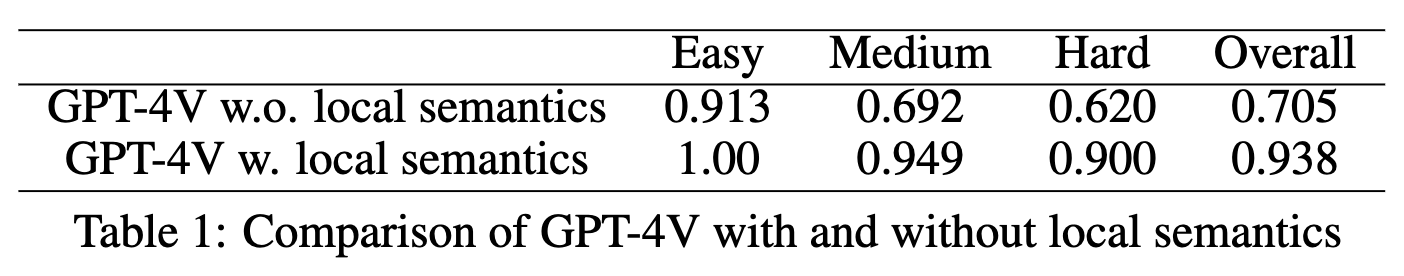 Easy Medium Hard Overall
GPT-4V w.o. local semantics 0.913 0.692 0.620 0.705
GPT-4V w. local semantics 1.00 0.949 0.900 0.938
Table 1: Comparison of GPT-4V with and without local semantics